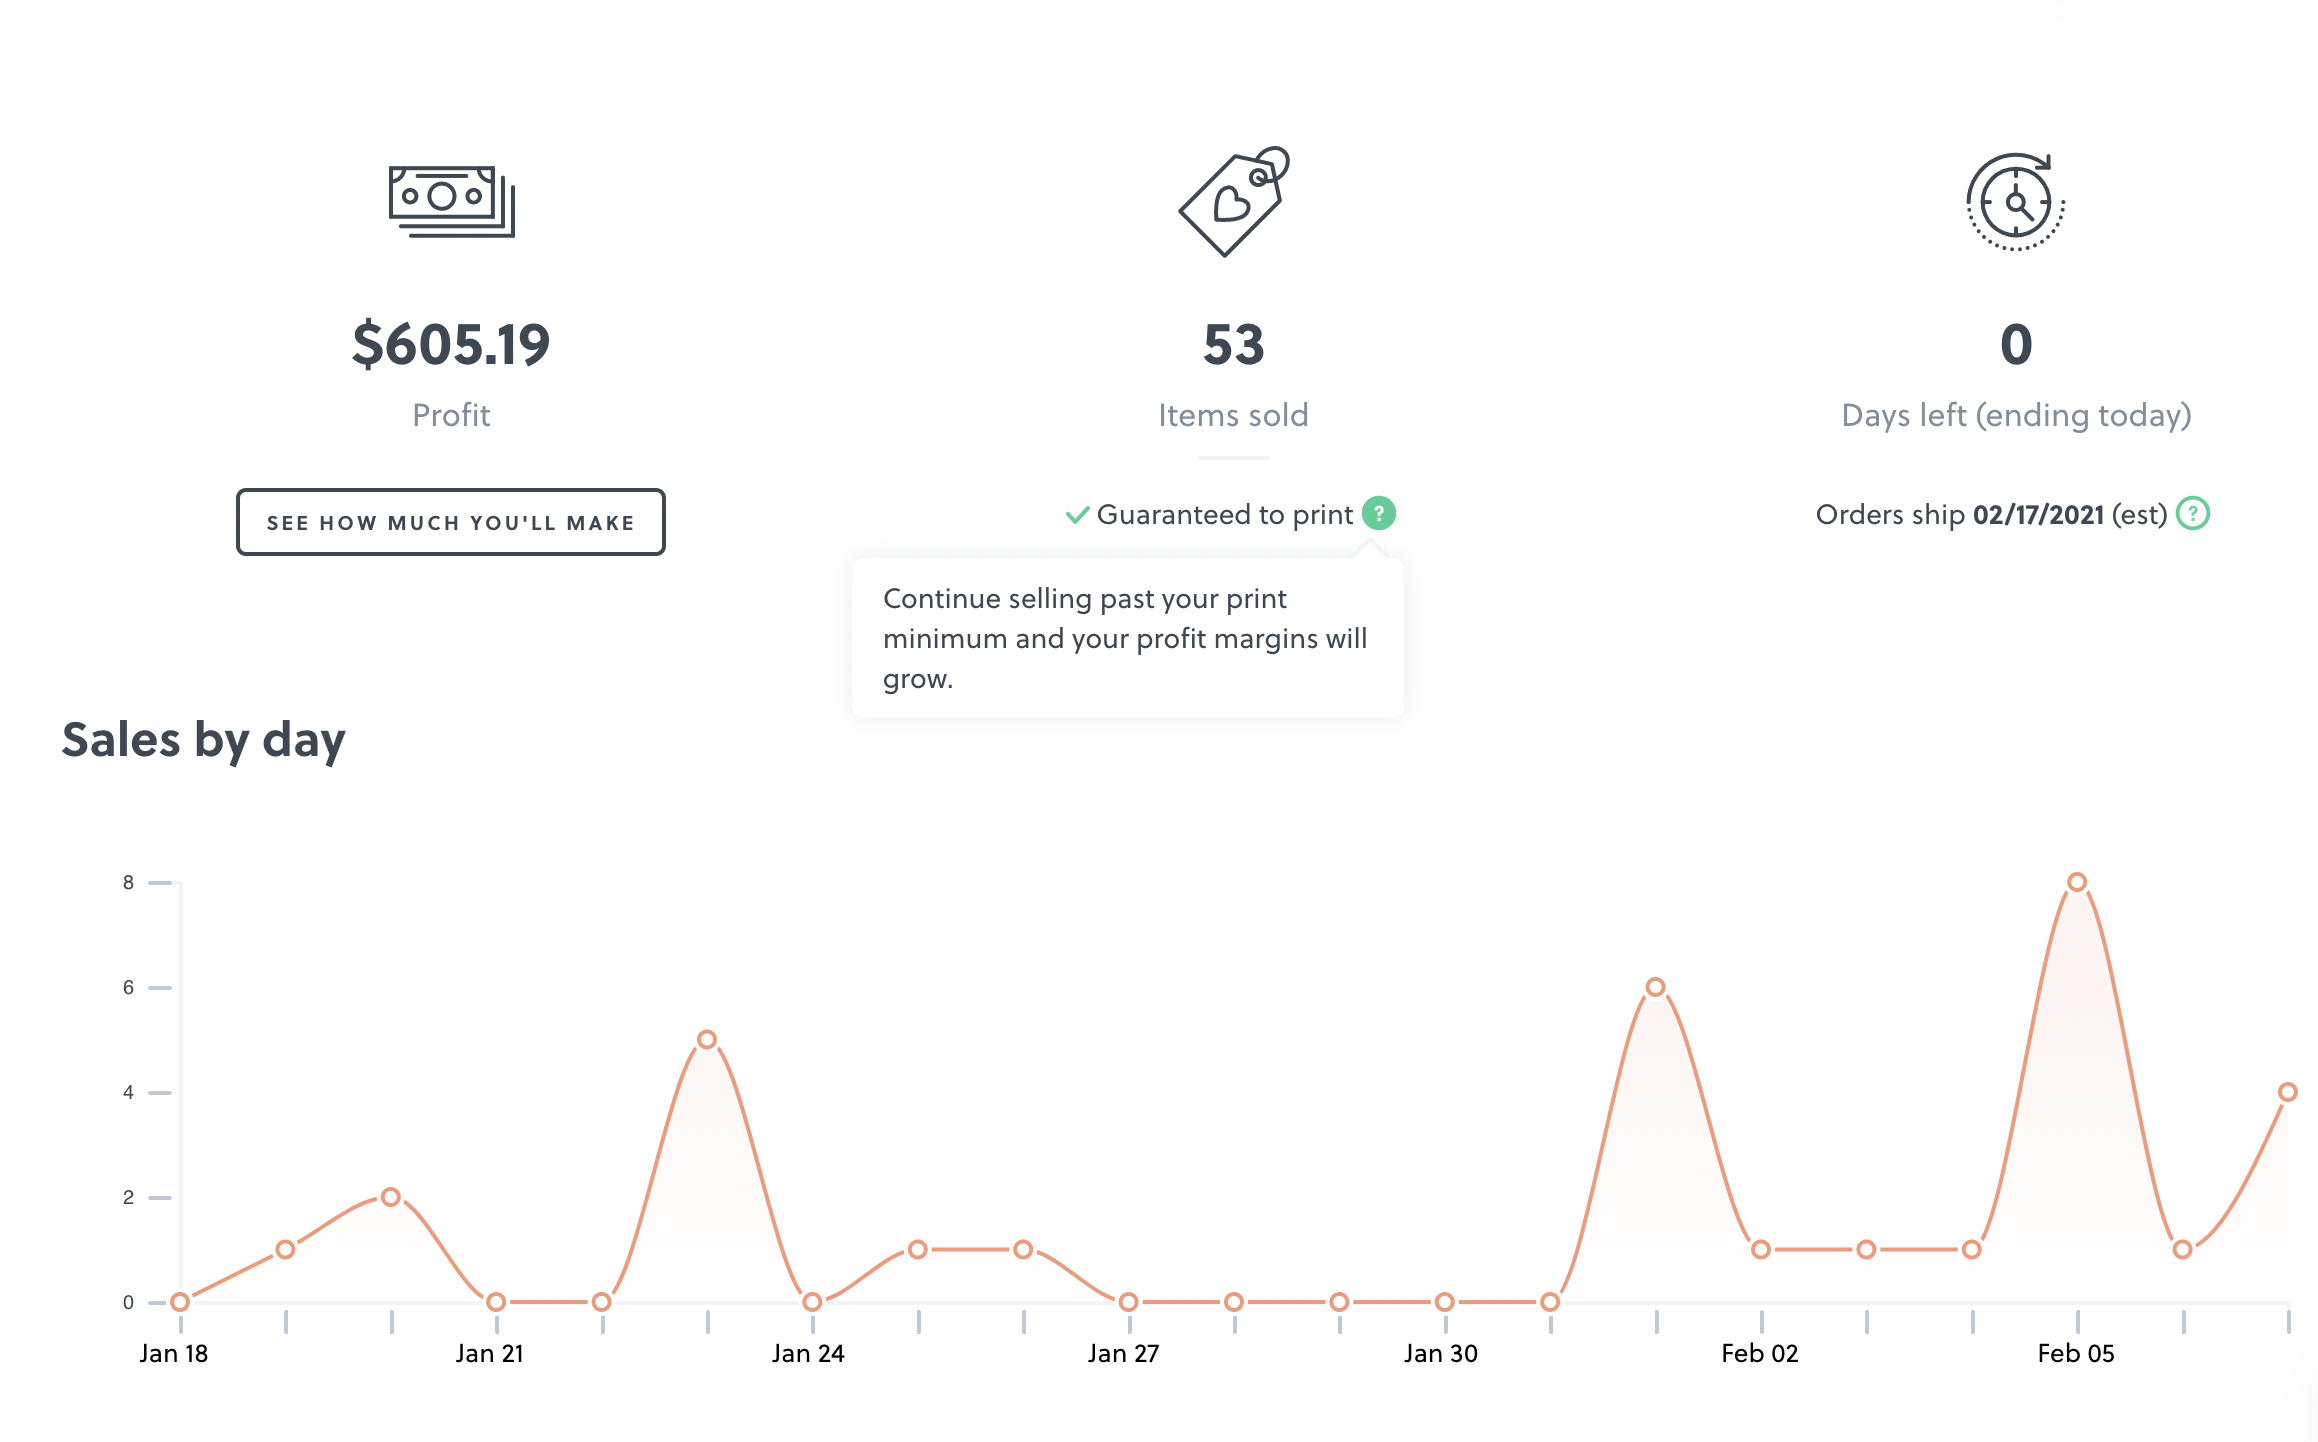 $605.19
Profit
SEE HOW MUCH YOU'LL MAKE
53
Items sold
Guaranteed to print ?
Continue selling past your print
minimum and your profit margins will
grow.
0
Days left (ending today)
Orders ship 02/17/2021 (est) ?
Sales by day
8
6
4
2
0
Jan 18
Jan 21
Jan 24
Jan 27
Jan 30
Feb 02
Feb 05